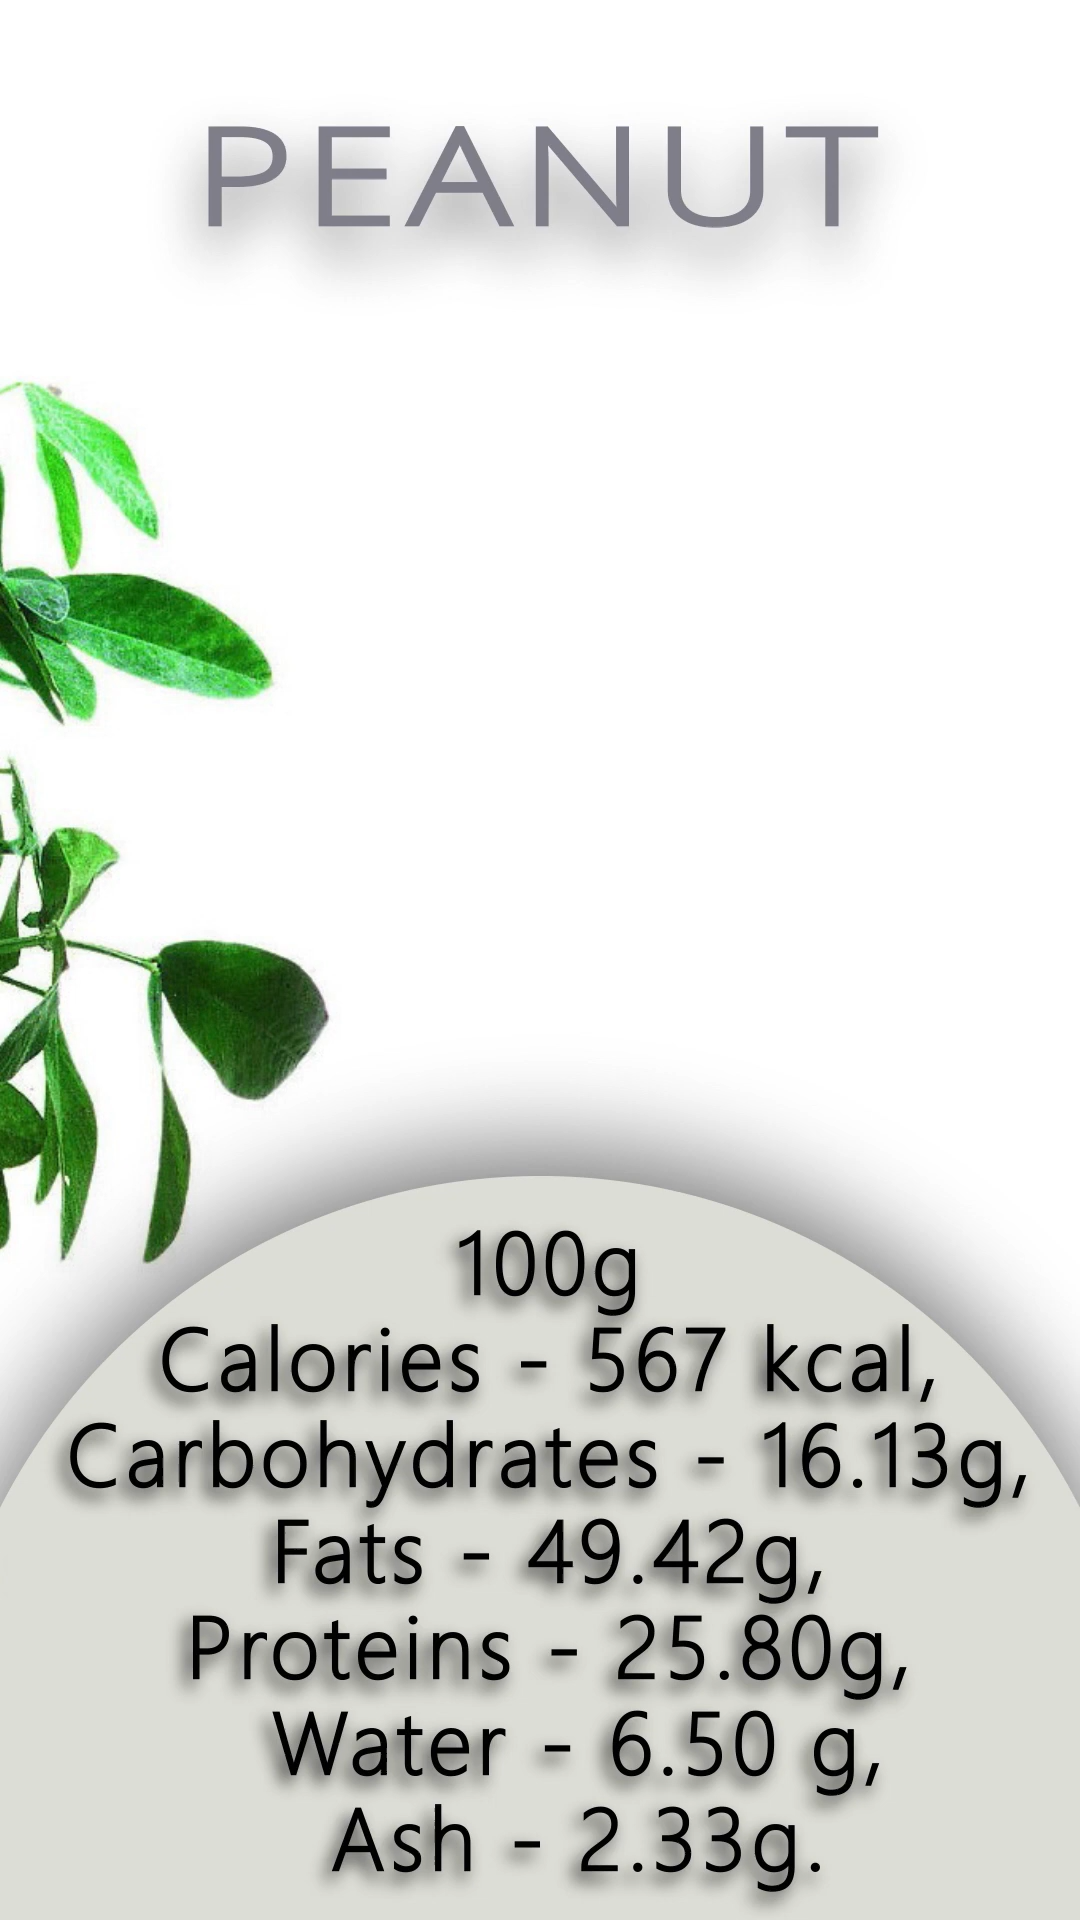 PEANUT
100g
Calories - 567 kcal,
Carbohydrates - 16.13g,
Fats - 49.42g,
Proteins - 25.80g,
Water - 6.50 g,
Ash - 2.33g.